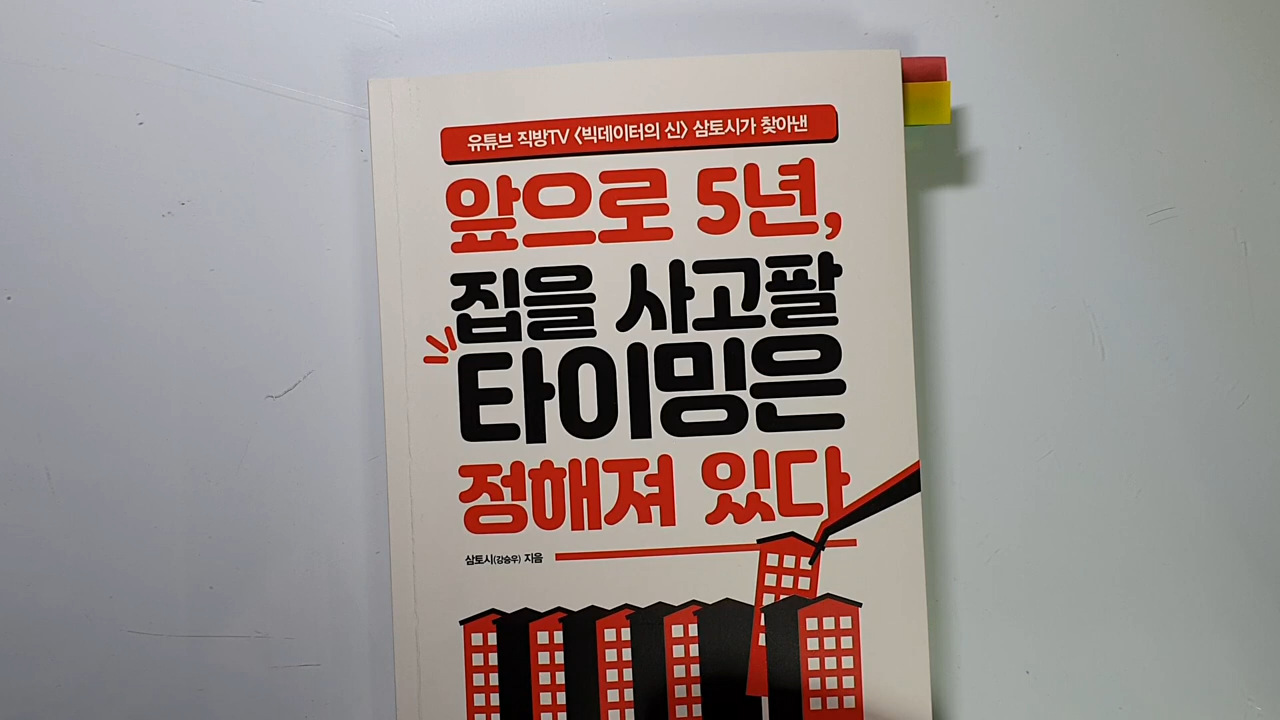 유튜브 직방TV <빅데이터의 신> 삼토시가 찾아낸
앞으로 5년,
집을 사고팔
타이밍은
정해져 있다
삼토시(강승우) 지음